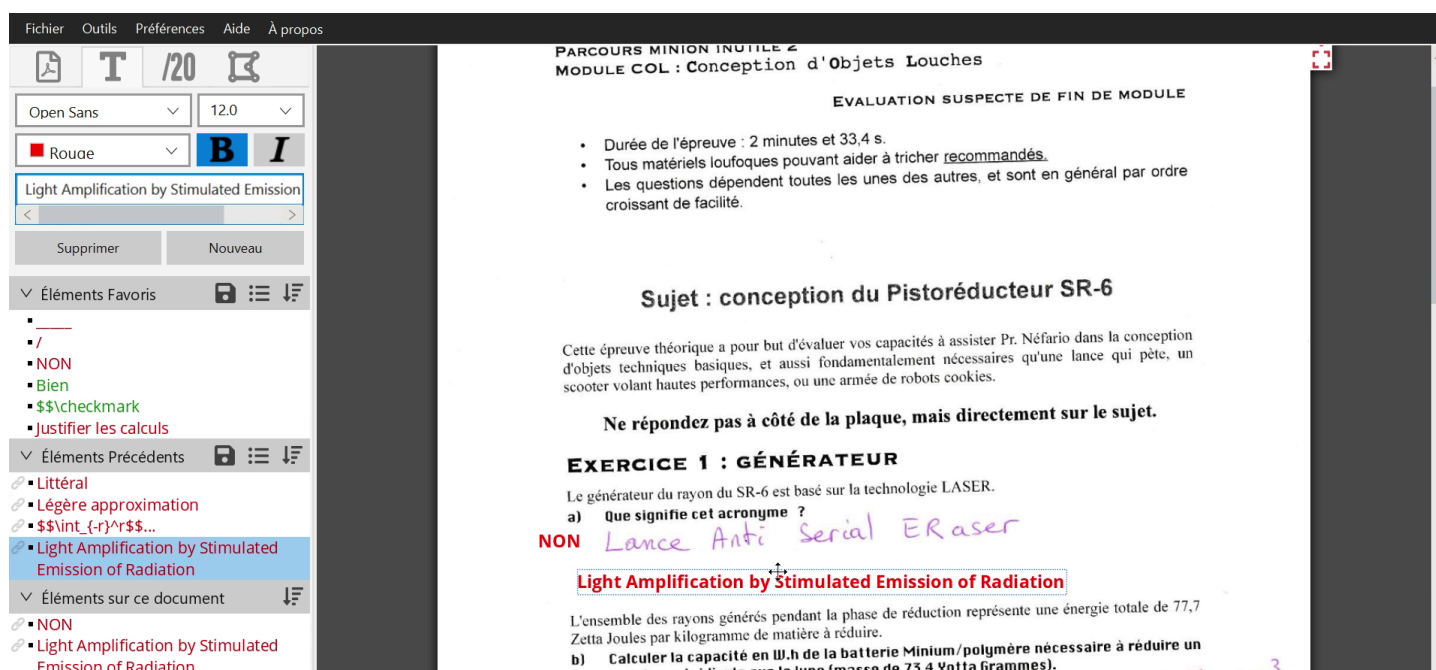 Fichier Outils Préférences Aide À propos
T /20
Open Sans 12.0
Rouge B I
Light Amplification by Stimulated Emission
Supprimer Nouveau
Éléments Favoris
_____
/
NON
Bien
$$\checkmark
Justifier les calculs
Éléments Précédents
Littéral
Légère approximation
$$\int_{-r}^r$$...
Light Amplification by Stimulated
Emission of Radiation
Éléments sur ce document
NON
Light Amplification by Stimulated
Emission of Radiation
PARCOURS MINION INUTILE 2
MODULE COL : Conception d'Objets Louches
EVALUATION SUSPECTE DE FIN DE MODULE
• Durée de l'épreuve : 2 minutes et 33,4 s.
• Tous matériels loufoques pouvant aider à tricher recommandés.
• Les questions dépendent toutes les unes des autres, et sont en général par ordre
croissant de facilité.
Sujet : conception du Pistoréducteur SR-6
Cette épreuve théorique a pour but d'évaluer vos capacités à assister Pr. Néfario dans la conception
d'objets techniques basiques, et aussi fondamentalement nécessaires qu'une lance qui pète, un
scooter volant hautes performances, ou une armée de robots cookies.
Ne répondez pas à côté de la plaque, mais directement sur le sujet.
EXERCICE 1 : GÉNÉRATEUR
Le générateur du rayon du SR-6 est basé sur la technologie LASER.
a) Que signifie cet acronyme ?
NON Lance Anti Serial ERaser
Light Amplification by Stimulated Emission of Radiation
L'ensemble des rayons générés pendant la phase de réduction représente une énergie totale de 77,7
Zetta Joules par kilogramme de matière à réduire.
b) Calculer la capacité en W.h de la batterie Minium/polymère nécessaire à réduire un
la lune (masse de 73,4 Yotta Grammes).
3